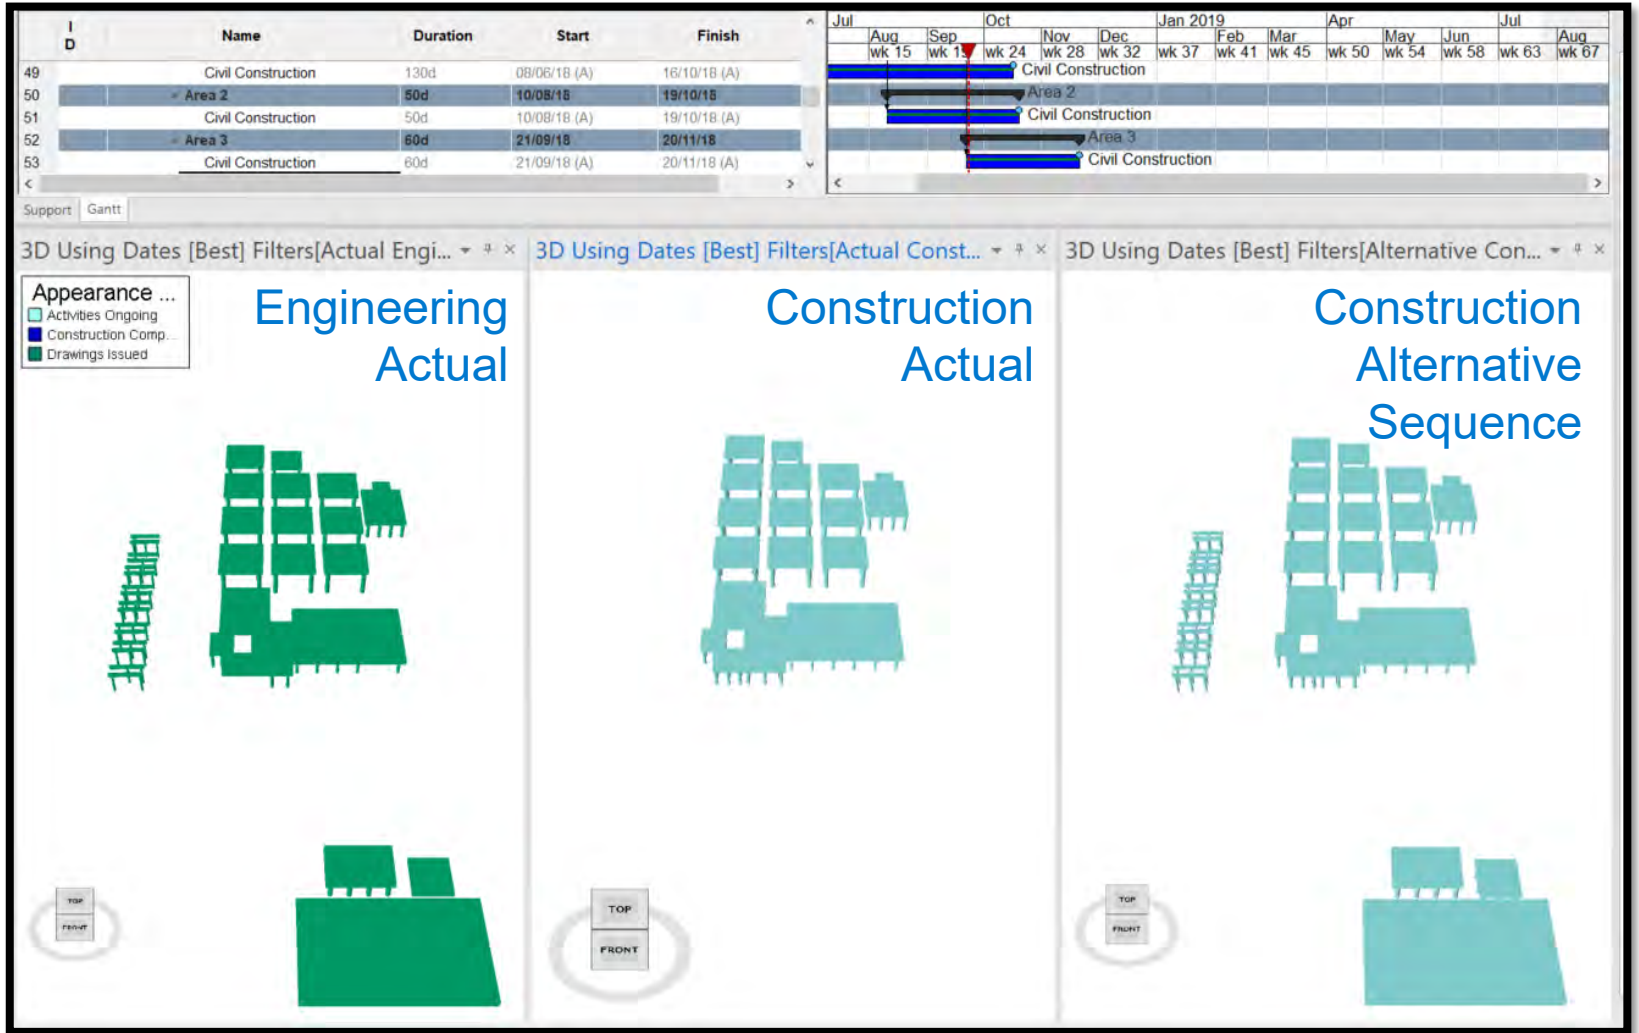 I
D
Name Duration Start Finish
Jul Oct Jan 2019 Apr Jul
Aug Sep Nov Dec Feb Mar May Jun Aug
wk 15 wk 24 wk 28 wk 32 wk 37 wk 41 wk 45 wk 50 wk 54 wk 58 wk 63 wk 67
49 Civil Construction 130d 08/06/18 (A) 16/10/18 (A) Civil Construction
50 Area 2 50d 10/08/18 19/10/18 Area 2
51 Civil Construction 50d 10/08/18 (A) 19/10/18 (A) Civil Construction
52 Area 3 60d 21/09/18 20/11/18 Area 3
53 Civil Construction 60d 21/09/18 (A) 20/11/18 (A) Civil Construction
Support Gantt
3D Using Dates [Best] Filters[Actual Engi...
3D Using Dates [Best] Filters[Actual Const...
3D Using Dates [Best] Filters[Alternative Con...
Appearance ...
Activities Ongoing
Construction Comp...
Drawings Issued
Engineering
Actual
Construction
Actual
Construction
Alternative
Sequence
TOP
FRONT
TOP
FRONT
TOP
FRONT